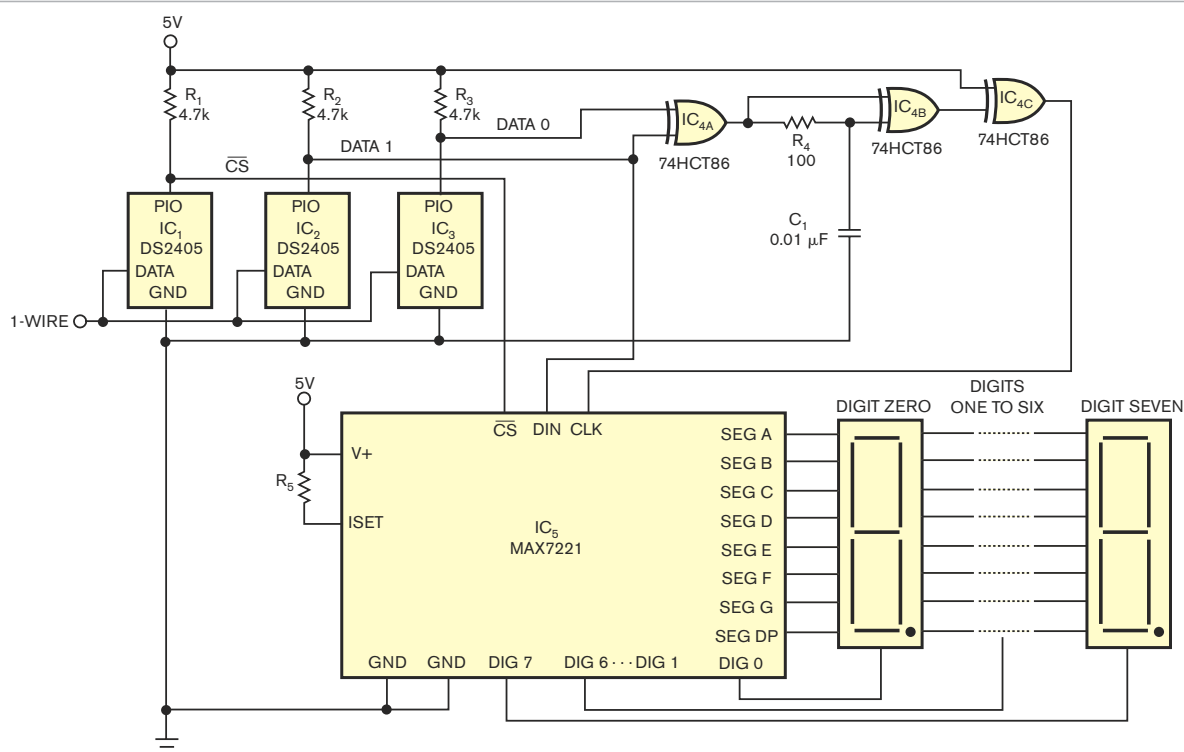 5V
R1
4.7k
R2
4.7k
R3
4.7k
DATA 0
DATA 1
CS
IC4A
74HCT86
R4
100
IC4B
74HCT86
IC4C
74HCT86
C1
0.01 μF
PIO
IC1
DS2405
DATA
GND
PIO
IC2
DS2405
DATA
GND
PIO
IC3
DS2405
DATA
GND
1-WIRE
5V
R5
V+
ISET
CS DIN CLK
IC5
MAX7221
SEG A
SEG B
SEG C
SEG D
SEG E
SEG F
SEG G
SEG DP
GND GND DIG 7 DIG 6···DIG 1 DIG 0
DIGIT ZERO
DIGITS
ONE TO SIX
DIGIT SEVEN